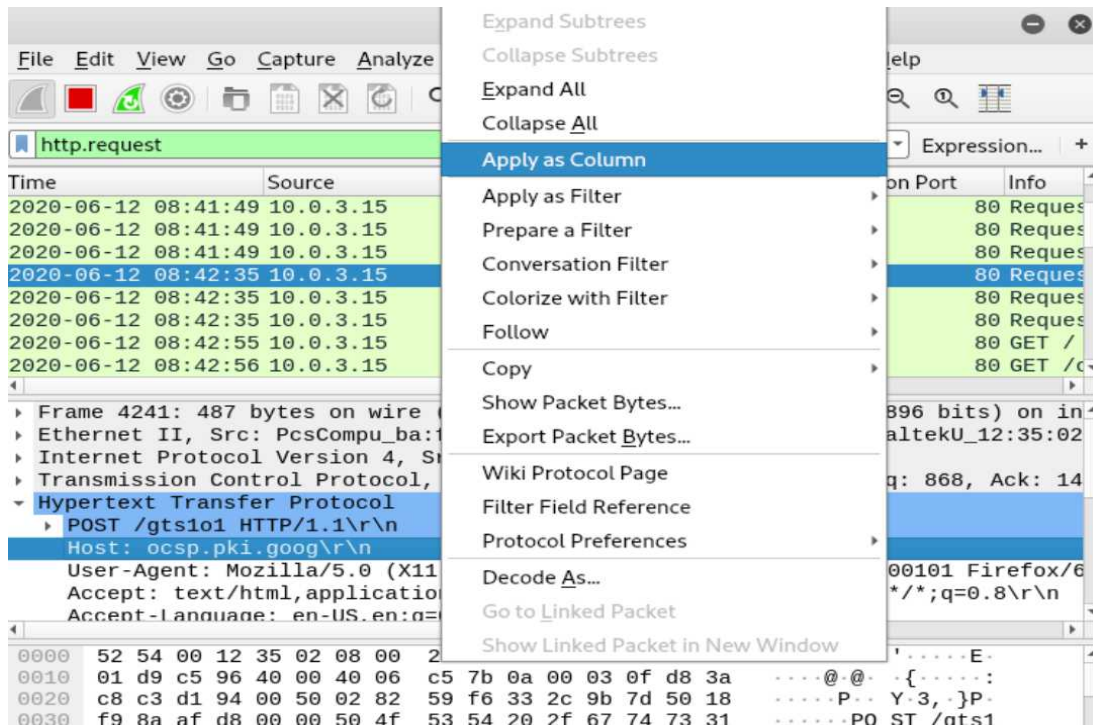 Expand Subtrees
Collapse Subtrees
Expand All
Collapse All
Apply as Column
Apply as Filter
Prepare a Filter
Conversation Filter
Colorize with Filter
Follow
Copy
Show Packet Bytes...
Export Packet Bytes...
Wiki Protocol Page
Filter Field Reference
Protocol Preferences
Decode As...
Go to Linked Packet
Show Linked Packet in New Window
File Edit View Go Capture Analyze elp
http.request Expression... +
Time Source on Port Info
2020-06-12 08:41:49 10.0.3.15 80 Reques
2020-06-12 08:41:49 10.0.3.15 80 Reques
2020-06-12 08:41:49 10.0.3.15 80 Reques
2020-06-12 08:42:35 10.0.3.15 80 Reques
2020-06-12 08:42:35 10.0.3.15 80 Reques
2020-06-12 08:42:35 10.0.3.15 80 Reques
2020-06-12 08:42:55 10.0.3.15 80 GET /
2020-06-12 08:42:56 10.0.3.15 80 GET /
Frame 4241: 487 bytes on wire ( 896 bits) on in
Ethernet II, Src: PcsCompu_ba: altekU_12:35:02
Internet Protocol Version 4, S
Transmission Control Protocol, q: 868, Ack: 14
Hypertext Transfer Protocol
POST /gts1o1 HTTP/1.1\r\n
Host: ocsp.pki.goog\r\n
User-Agent: Mozilla/5.0 (X11 00101 Firefox/6
Accept: text/html,applicatio */*;q=0.8\r\n
Accept-Language: en-US,en;q=
0000 52 54 00 12 35 02 08 00 2 '·····E·
0010 01 d9 c5 96 40 00 40 06 c5 7b 0a 00 03 0f d8 3a ····@·@· ·{·····:
0020 c8 c3 d1 94 00 50 02 82 59 f6 33 2c 9b 7d 50 18 ·····P·· Y·3,·}P·
0030 f9 8a af d8 00 00 50 4f 53 54 20 2f 67 74 73 31 ······PO ST /gts1